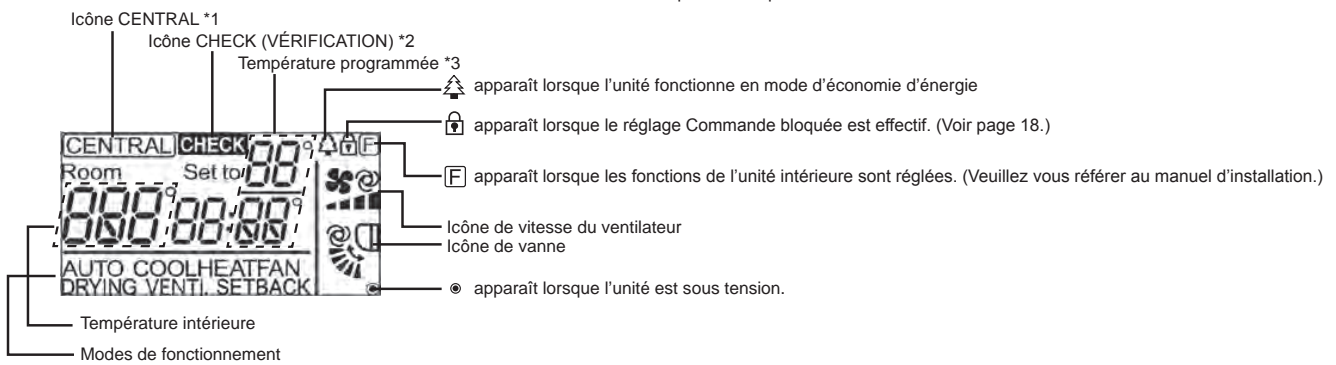 Icône CENTRAL *1
Icône CHECK (VÉRIFICATION) *2
Température programmée *3
apparaît lorsque l'unité fonctionne en mode d'économie d'énergie
apparaît lorsque le réglage Commande bloquée est effectif. (Voir page 18.)
CENTRAL CHECK 88° F
Room Set to
F apparaît lorsque les fonctions de l'unité intérieure sont réglées. (Veuillez vous référer au manuel d'installation.)
888° 88:88°
Icône de vitesse du ventilateur
Icône de vanne
AUTO COOLHEATFAN
DRYING VENTI. SETBACK
apparaît lorsque l'unité est sous tension.
Température intérieure
Modes de fonctionnement